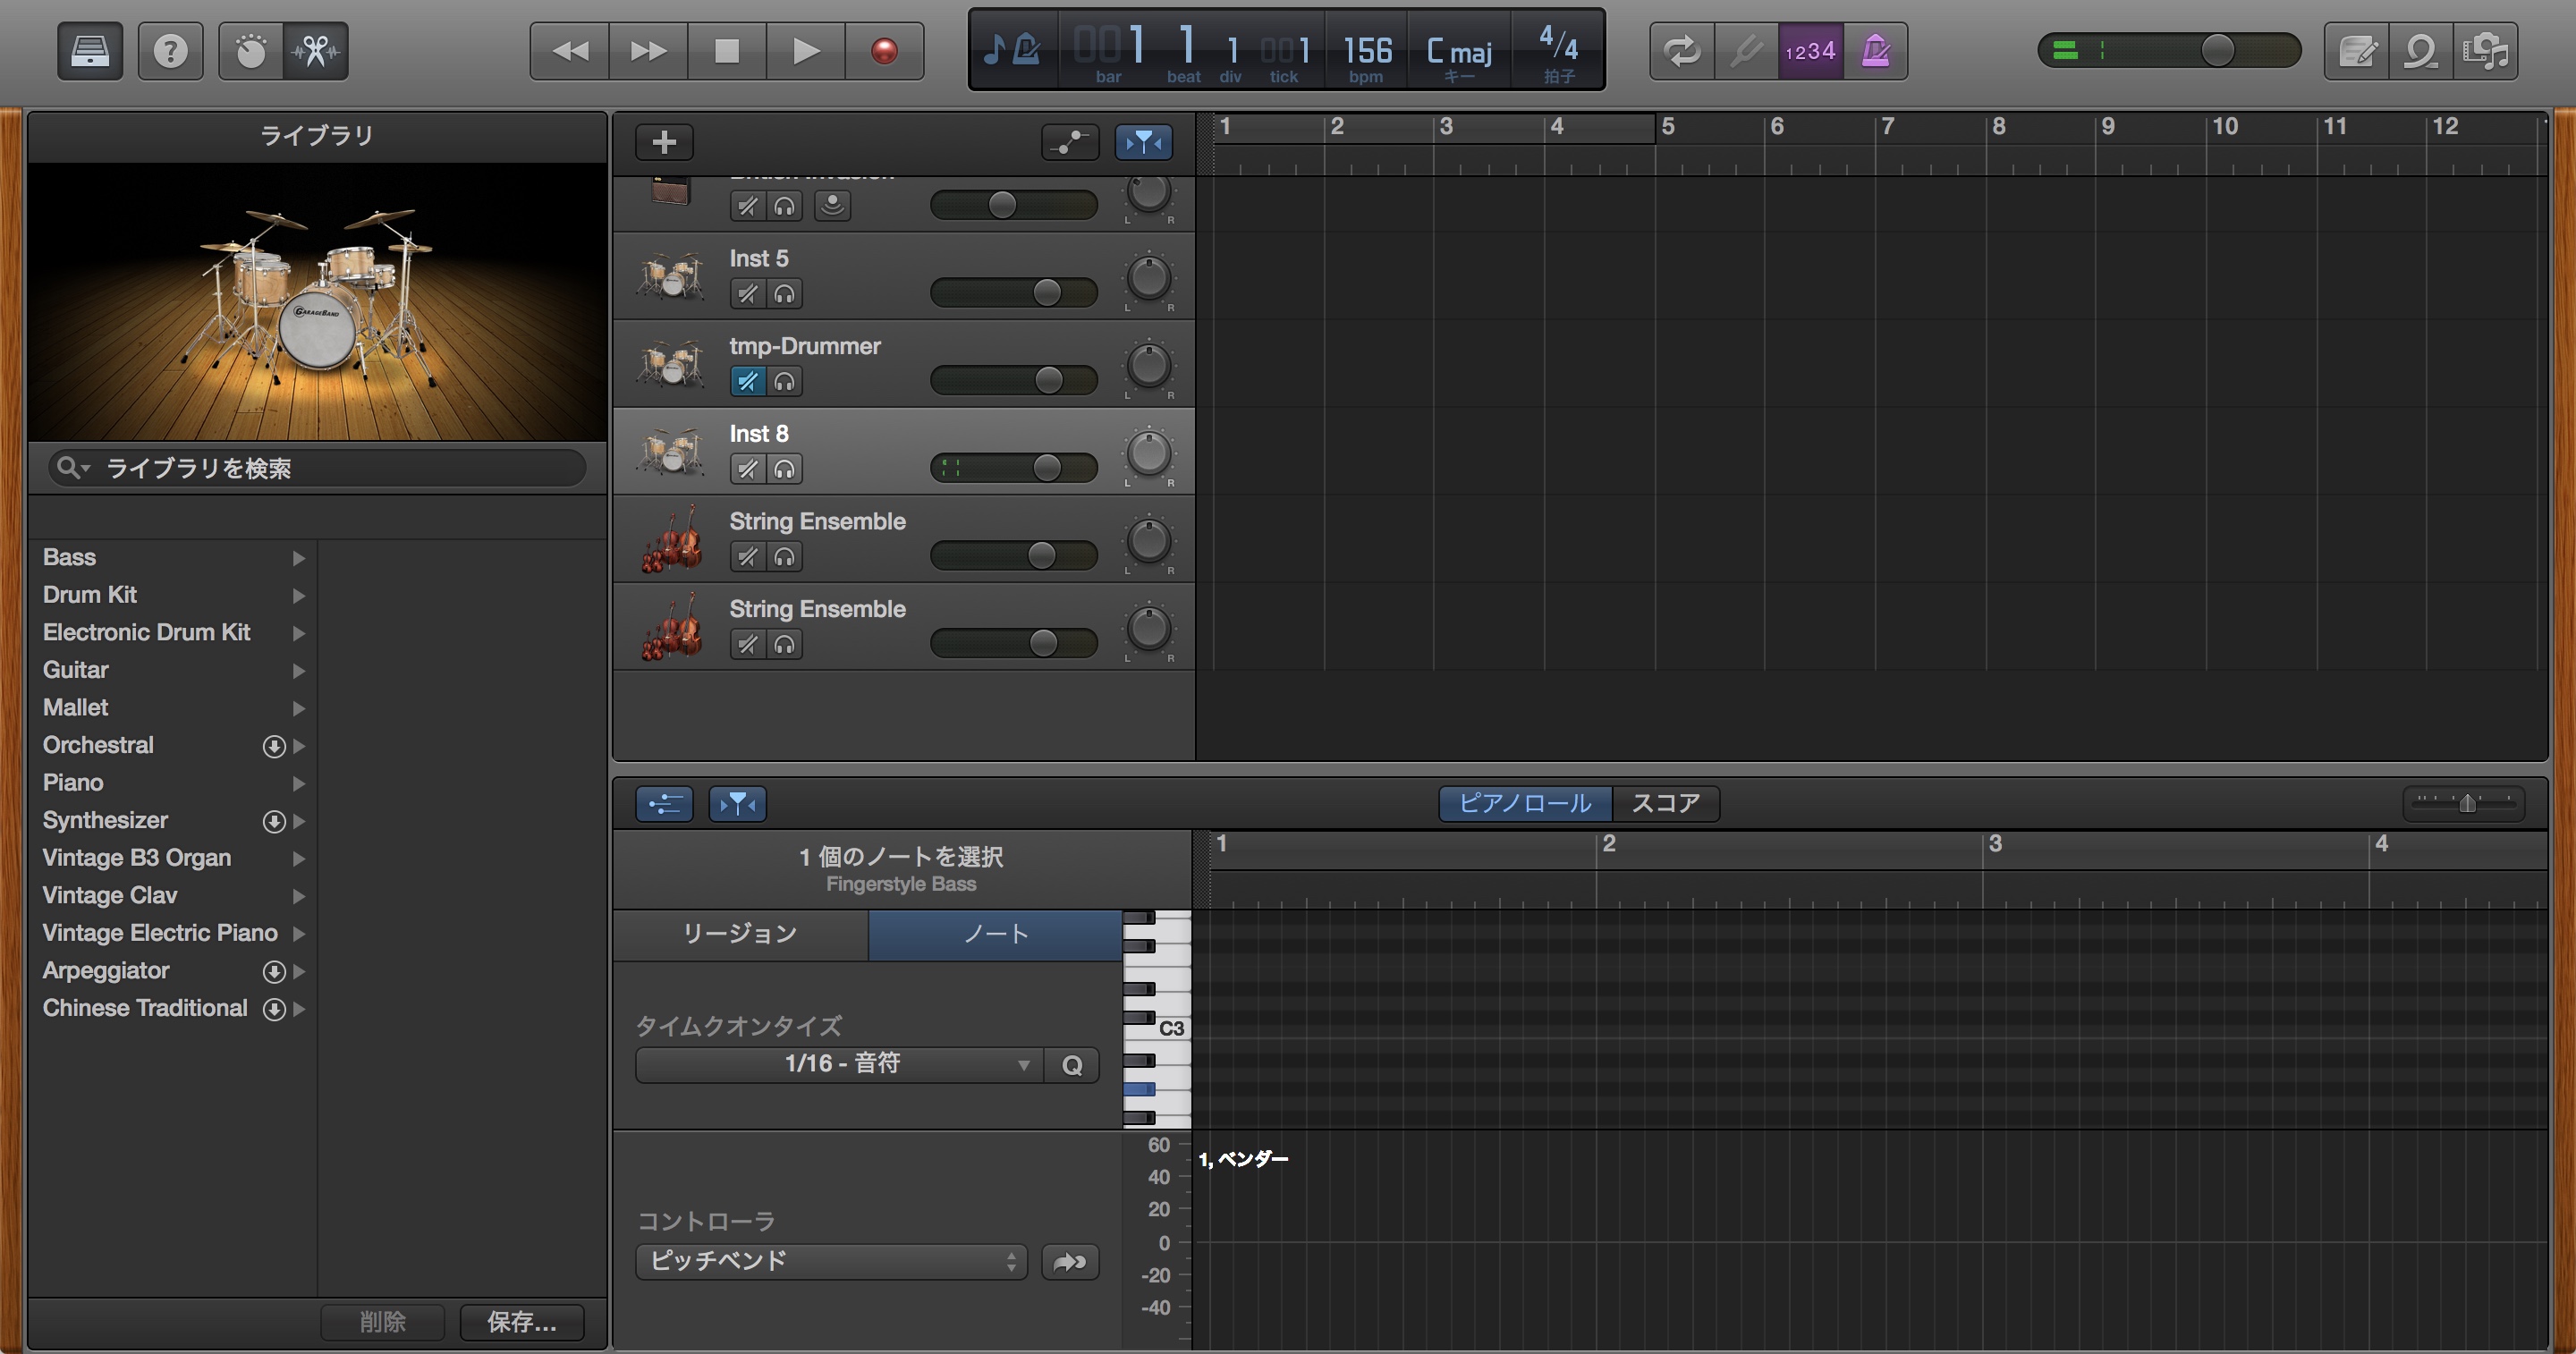 001 1 1 001 156 Cmaj 4/4
bar beat div tick bpm キー 拍子
1234
ライブラリ
GARAGEBAND
ライブラリを検索
Bass
Drum Kit
Electronic Drum Kit
Guitar
Mallet
Orchestral
Piano
Synthesizer
Vintage B3 Organ
Vintage Clav
Vintage Electric Piano
Arpeggiator
Chinese Traditional
削除 保存...
1 2 3 4 5 6 7 8 9 10 11 12
British Invasion
L R
Inst 5
L R
tmp-Drummer
L R
Inst 8
L R
String Ensemble
L R
String Ensemble
L R
ピアノロール スコア
1 個のノートを選択
Fingerstyle Bass
1 2 3 4
リージョン ノート
タイムクオンタイズ
1/16 - 音符 Q
C3
60
40
20
0
-20
-40
1, ベンダー
コントローラ
ピッチベンド